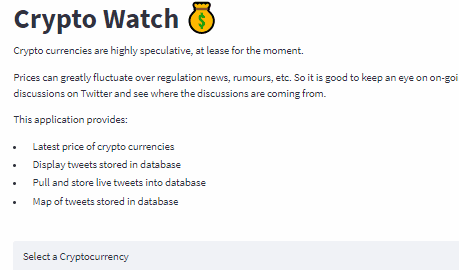 Crypto Watch
Crypto currencies are highly speculative, at lease for the moment.
Prices can greatly fluctuate over regulation news, rumours, etc. So it is good to keep an eye on on-goi
discussions on Twitter and see where the discussions are coming from.
This application provides:
• Latest price of crypto currencies
• Display tweets stored in database
• Pull and store live tweets into database
• Map of tweets stored in database
Select a Cryptocurrency